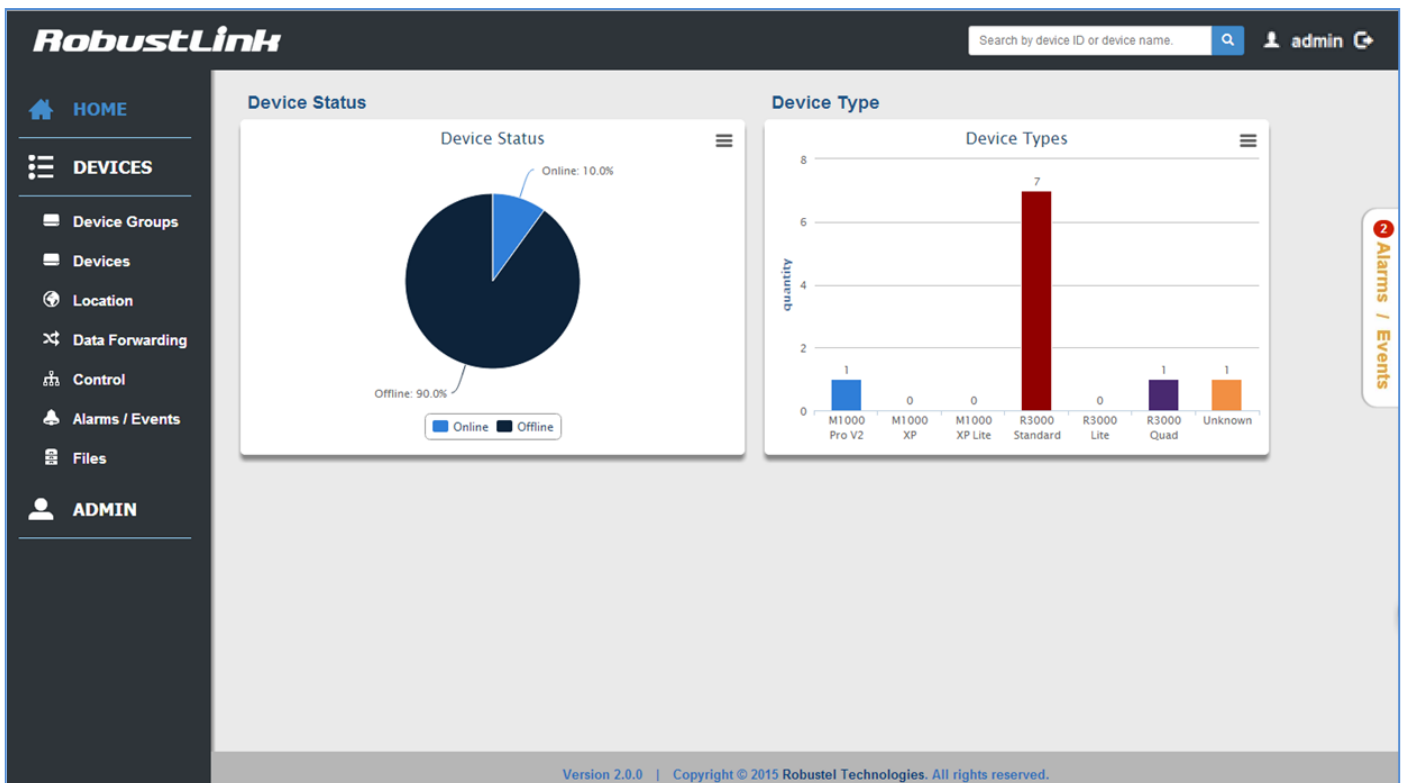 RobustLink
Search by device ID or device name.
admin
HOME
DEVICES
Device Groups
Devices
Location
Data Forwarding
Control
Alarms / Events
Files
ADMIN
Device Status
Device Status
Online: 10.0%
Offline: 90.0%
Online Offline
Device Type
Device Types
quantity
8
6
4
2
0
1
0
0
7
0
1
1
M1000 Pro V2
M1000 XP
M1000 XP Lite
R3000 Standard
R3000 Lite
R3000 Quad
Unknown
2 Alarms / Events
Version 2.0.0 | Copyright © 2015 Robustel Technologies. All rights reserved.